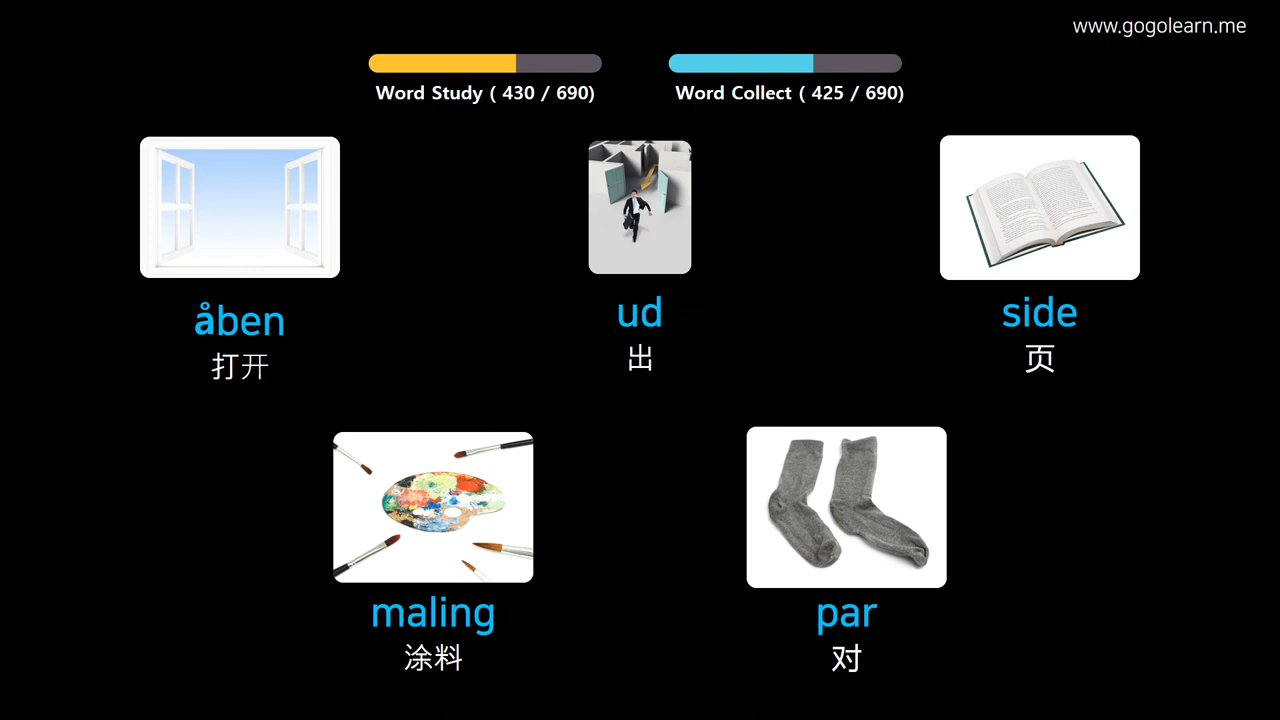 www.gogolearn.me
Word Study ( 430 / 690)
Word Collect ( 425 / 690)
åben
打开
ud
出
side
页
maling
涂料
par
对